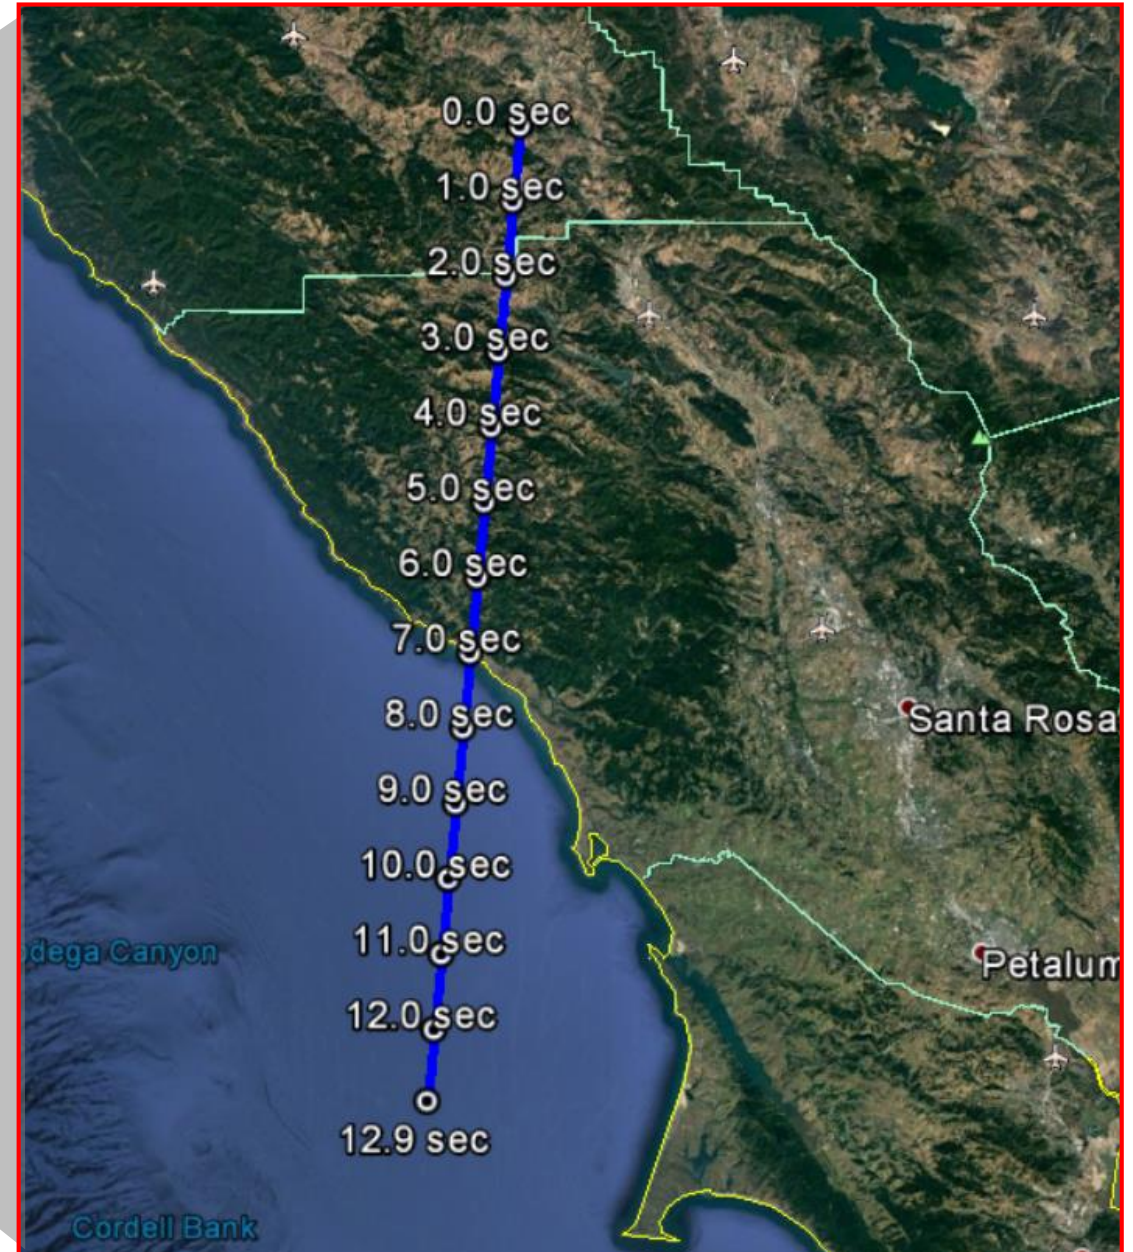 0.0 sec
1.0 sec
2.0 sec
3.0 sec
4.0 sec
5.0 sec
6.0 sec
7.0 sec
8.0 sec
Santa Rosa
9.0 sec
10.0 sec
11.0 sec
dega Canyon
Petalum
12.0 sec
12.9 sec
Cordell Bank